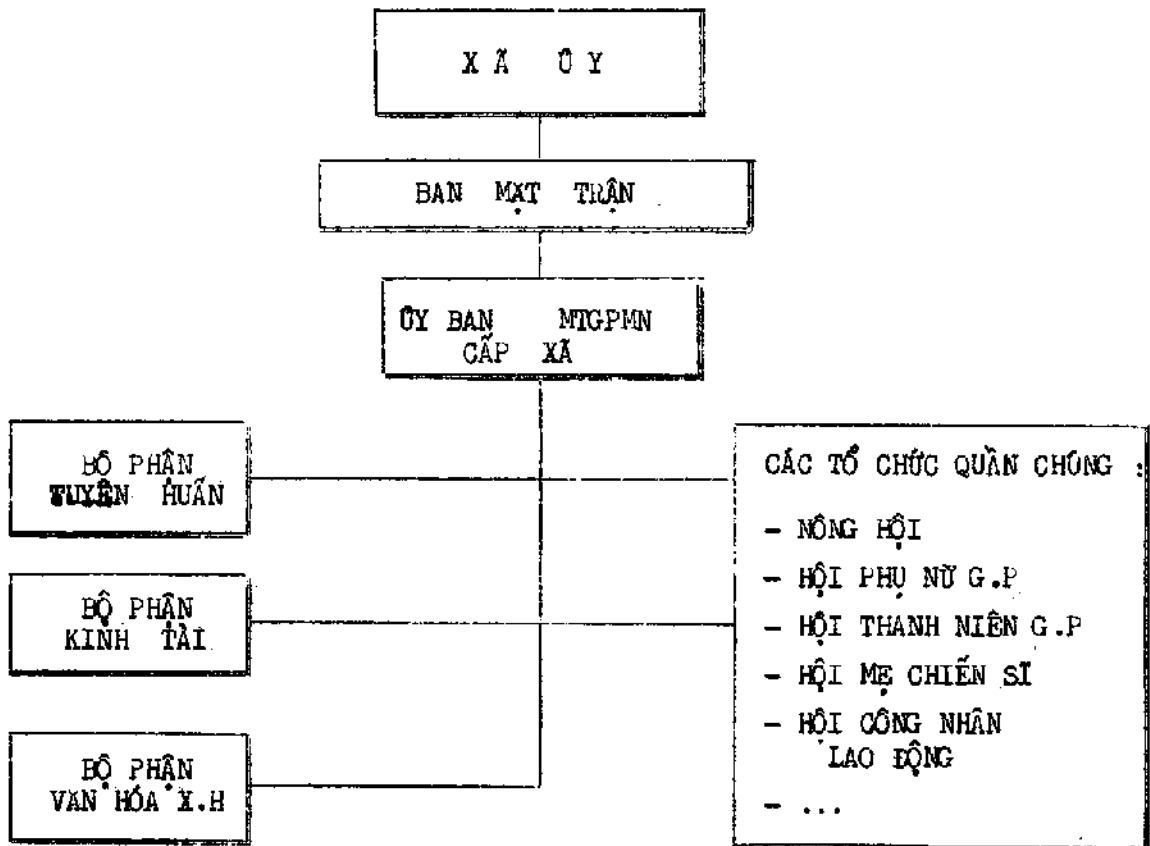 XÃ ỦY
BAN MẶT TRẬN
ỦY BAN MTGPMN
CẤP XÃ
BỘ PHẬN
TUYÊN HUẤN
BỘ PHẬN
KINH TÀI
BỘ PHẬN
VĂN HÓA X.H
CÁC TỔ CHỨC QUẦN CHÚNG :
- NÔNG HỘI
- HỘI PHỤ NỮ G.P
- HỘI THANH NIÊN G.P
- HỘI MẸ CHIẾN SĨ
- HỘI CÔNG NHÂN
LAO ĐỘNG
- ...